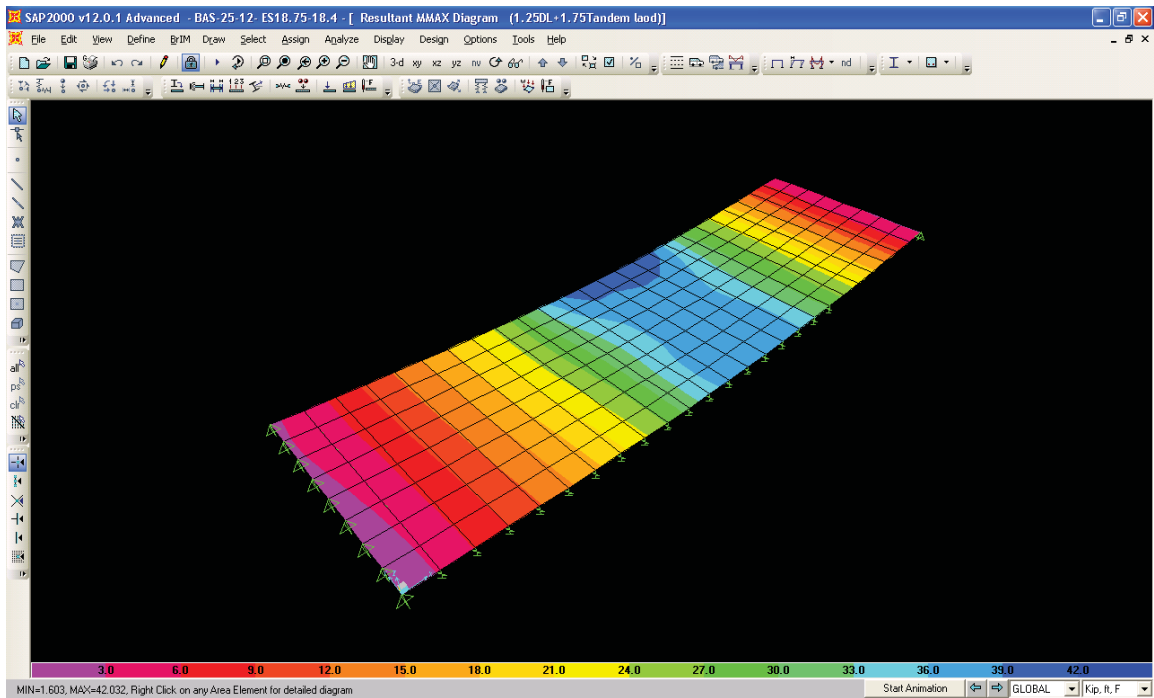 SAP2000 v12.0.1 Advanced - BAS-25-12- ES18.75-18.4 - [ Resultant MMAX Diagram (1.25DL+1.75Tandem laod)]
File Edit View Define BrIM Draw Select Assign Analyze Display Design Options Tools Help
3-d xy xz yz nv nd
all
ps
clr
3.0 6.0 9.0 12.0 15.0 18.0 21.0 24.0 27.0 30.0 33.0 36.0 39.0 42.0
MIN=1.603, MAX=42.032, Right Click on any Area Element for detailed diagram Start Animation GLOBAL Kip, ft, F